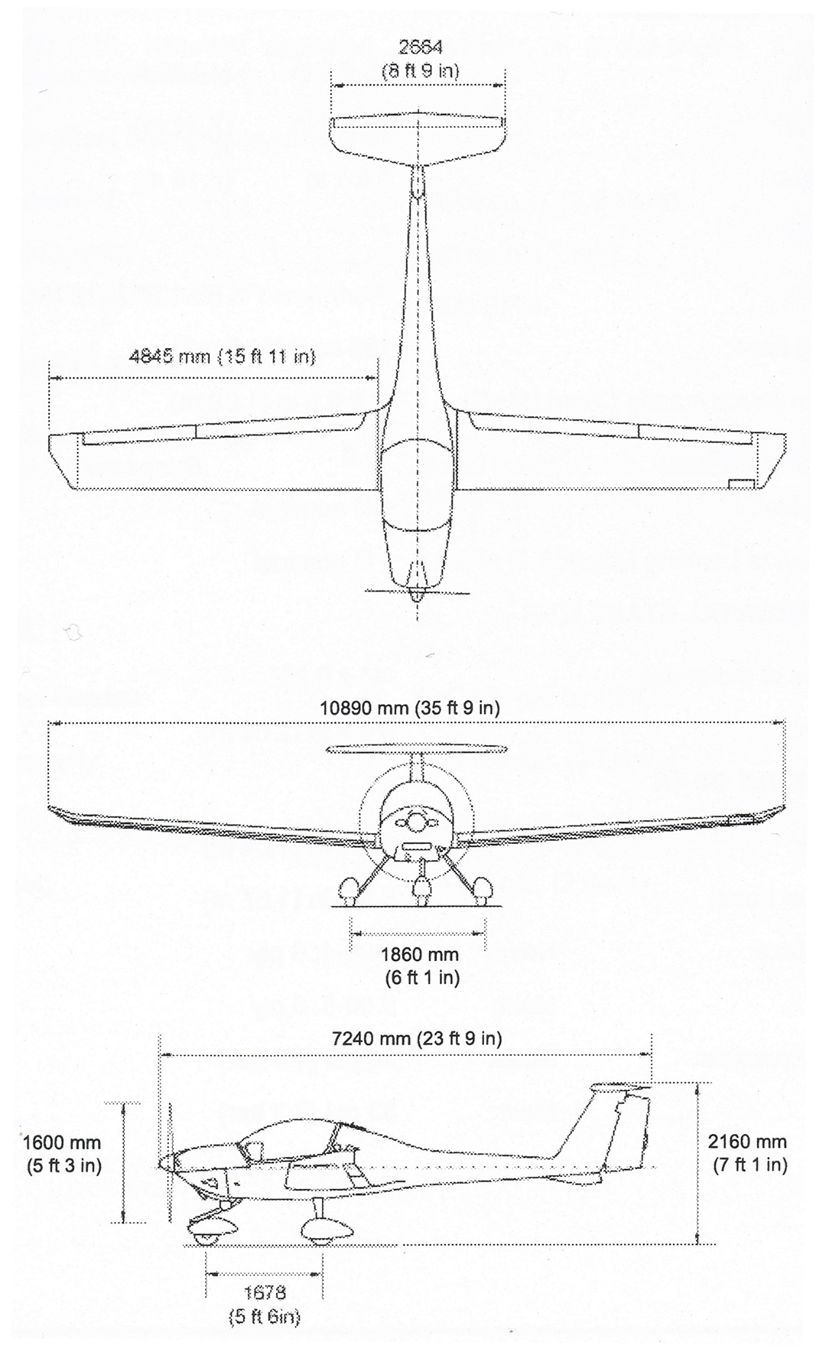 2664
(8 ft 9 in)
4845 mm (15 ft 11 in)
10890 mm (35 ft 9 in)
1860 mm
(6 ft 1 in)
7240 mm (23 ft 9 in)
1600 mm
(5 ft 3 in)
2160 mm
(7 ft 1 in)
1678
(5 ft 6in)